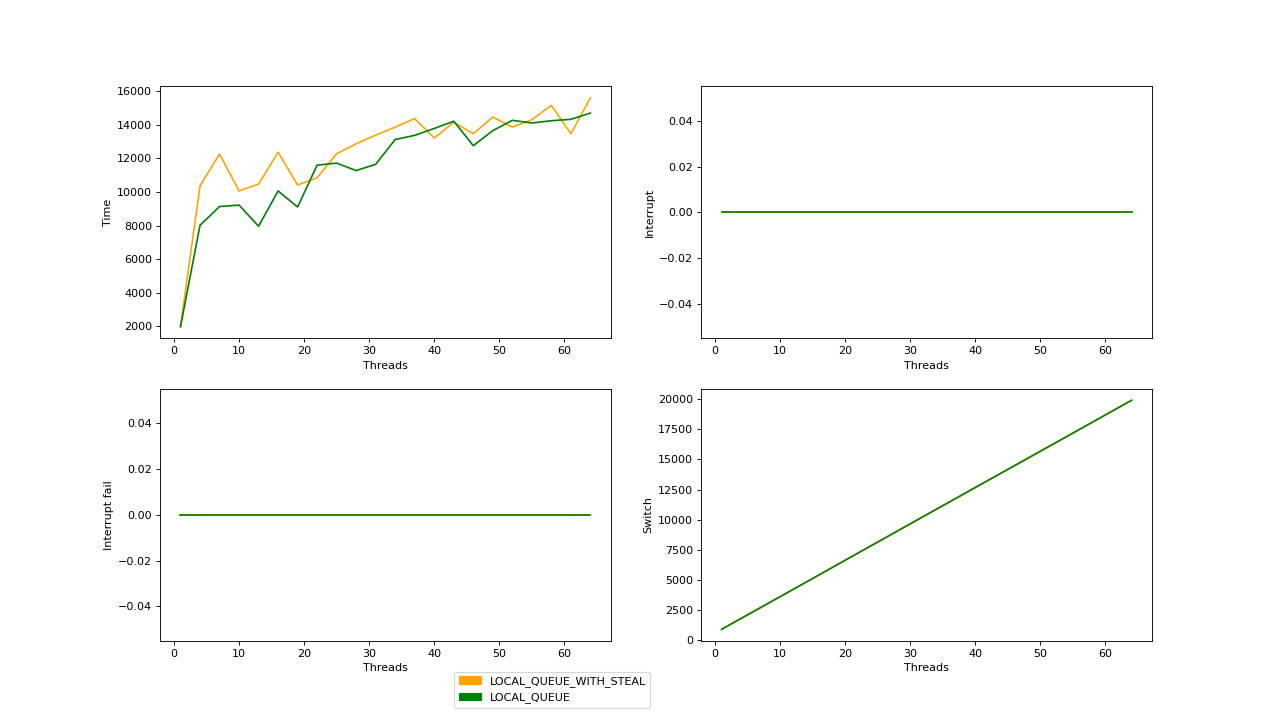 16000
14000
12000
10000
8000
6000
4000
2000
Time
0 10 20 30 40 50 60
Threads
0.04
0.02
0.00
−0.02
−0.04
Interrupt
0 10 20 30 40 50 60
Threads
0.04
0.02
0.00
−0.02
−0.04
Interrupt fail
0 10 20 30 40 50 60
Threads
20000
17500
15000
12500
10000
7500
5000
2500
0
Switch
0 10 20 30 40 50 60
Threads
LOCAL_QUEUE_WITH_STEAL
LOCAL_QUEUE